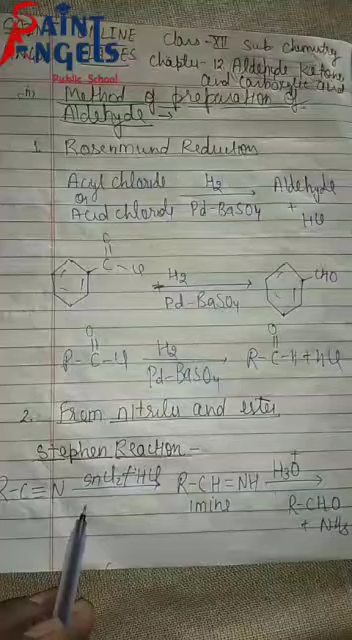 SAINT
ANGELS
Public School
ONLINE
CLASSES
Class-XII Sub Chemistry
Chapter-12 Aldehyde Ketone
and Carboxylic acid
Method of preparation of
Aldehyde →
1. Rosenmund Reduction
Acyl chloride H2 Aldehyde
or +
Acid chloride Pd-BaSO4 HCl
O
C - Cl + H2 CHO
Pd-BaSO4
O O
R-C-Cl H2 R-C-H+HCl
Pd-BaSO4
2. From nitrile and ester
Stephen Reaction -
R-C≡N SnCl2+HCl R-CH=NH H3O+
imine R-CHO
+ NH3